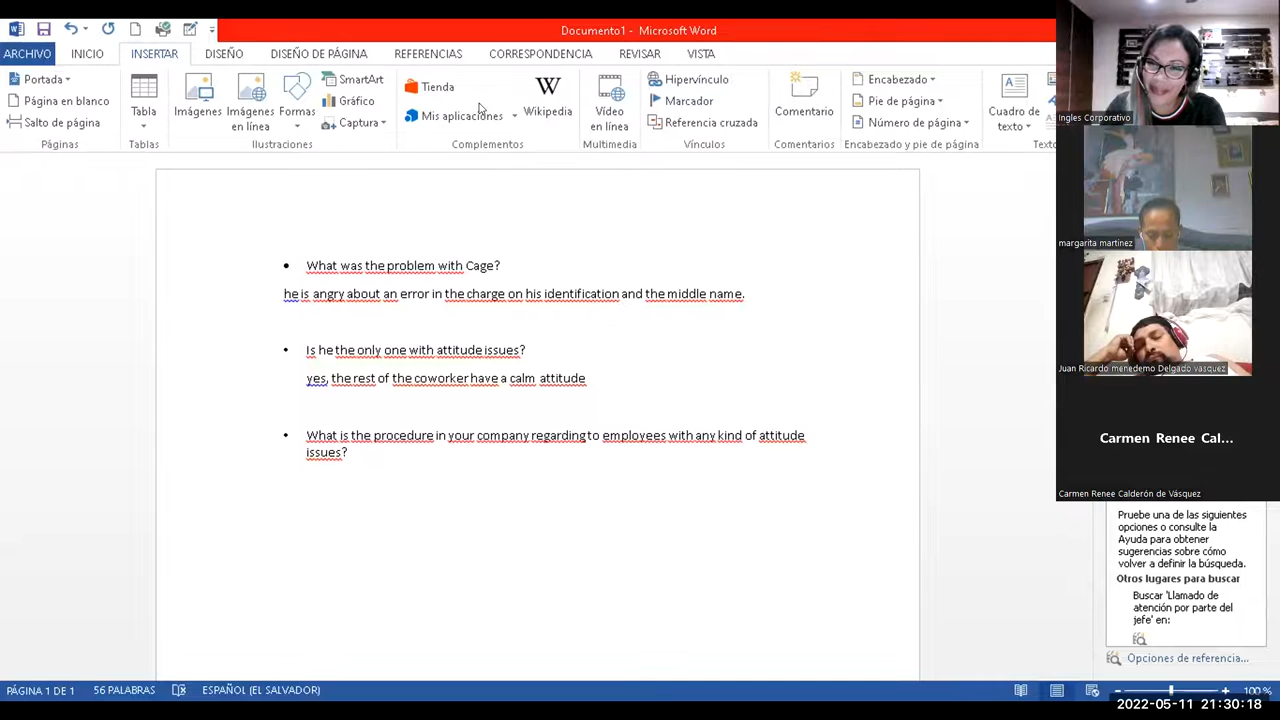 Documento1 - Microsoft Word
ARCHIVO INICIO INSERTAR DISEÑO DISEÑO DE PÁGINA REFERENCIAS CORRESPONDENCIA REVISAR VISTA
Portada
Página en blanco
Salto de página
Páginas
Tabla
Tablas
Imágenes
Imágenes en línea
Formas
SmartArt
Gráfico
Captura
Ilustraciones
Tienda
Mis aplicaciones
W
Wikipedia
Complementos
Vídeo en línea
Multimedia
Hipervínculo
Marcador
Referencia cruzada
Vínculos
Comentario
Comentarios
Encabezado
Pie de página
Número de página
Encabezado y pie de página
Cuadro de texto
• What was the problem with Cage?
he is angry about an error in the charge on his identification and the middle name.
• Is he the only one with attitude issues?
yes, the rest of the coworker have a calm attitude
• What is the procedure in your company regarding to employees with any kind of attitude
issues?
Ingles Corporativo
margarita martinez
Juan Ricardo menedemo Delgado vasquez
Carmen Renee Cal...
Carmen Renee Calderón de Vásquez
Pruebe una de las siguientes
opciones o consulte la
Ayuda para obtener
sugerencias sobre cómo
volver a definir la búsqueda.
Otros lugares para buscar
Buscar 'Llamado de
atención por parte del
jefe' en:
Opciones de referencia...
PÁGINA 1 DE 1 56 PALABRAS ESPAÑOL (EL SALVADOR)
100 %
2022-05-11 21:30:18